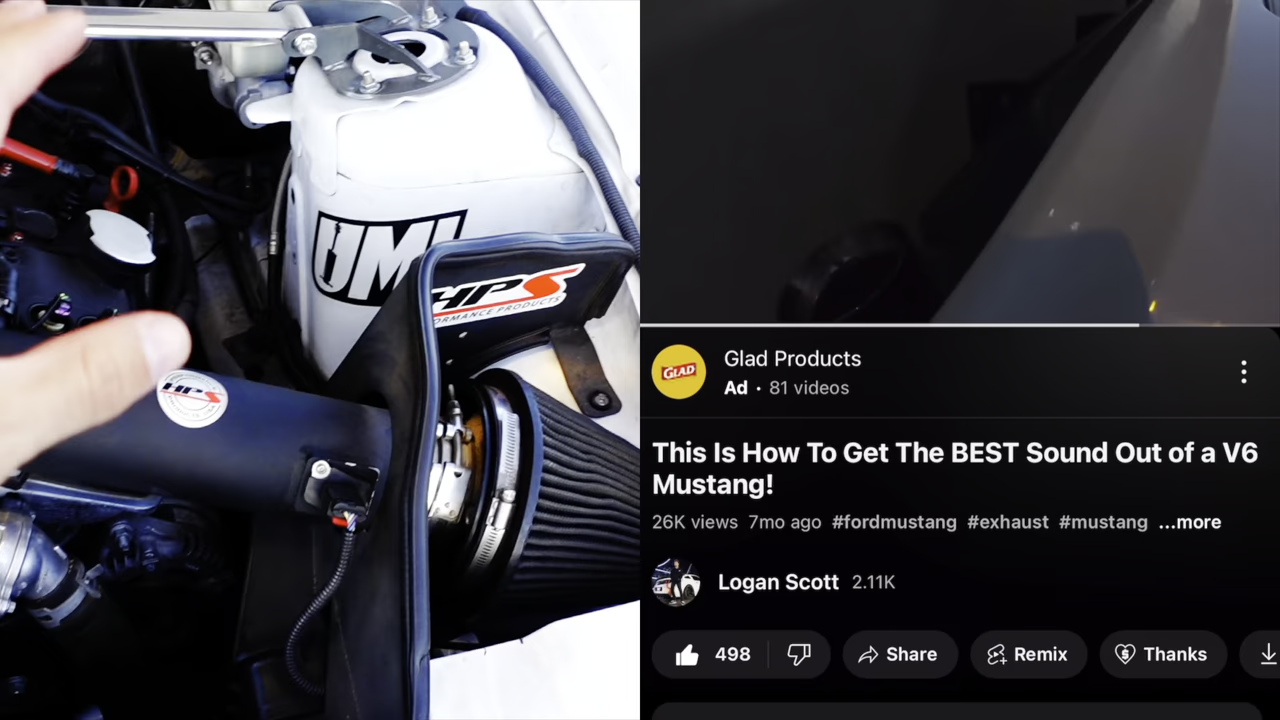 HPS
PERFORMANCE PRODUCTS
HPS
GLAD
Glad Products
Ad · 81 videos
This Is How To Get The BEST Sound Out of a V6
Mustang!
26K views 7mo ago #fordmustang #exhaust #mustang ...more
Logan Scott 2.11K
498 Share Remix Thanks